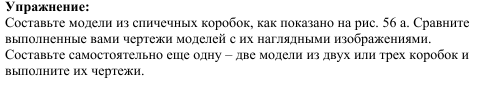 Упражнение:
Составьте модели из спичечных коробок, как показано на рис. 56 а. Сравните
выполненные вами чертежи моделей с их наглядными изображениями.
Составьте самостоятельно еще одну – две модели из двух или трех коробок и
выполните их чертежи.